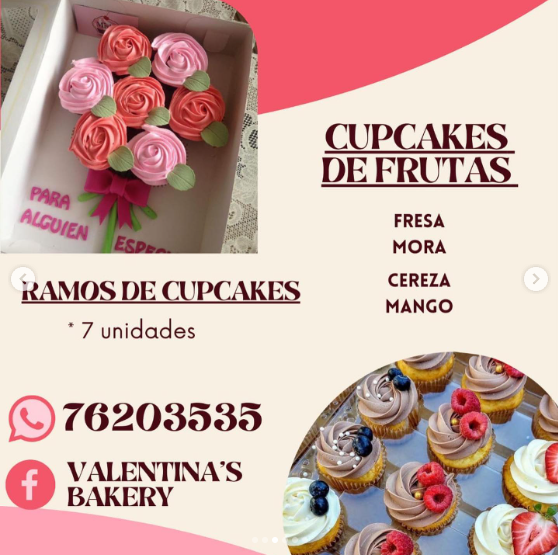 PARA
ALGUIEN
RAMOS DE CUPCAKES
* 7 unidades
76203535
VALENTINA'S
BAKERY
CUPCAKES
DE FRUTAS
FRESA
MORA
CEREZA
MANGO